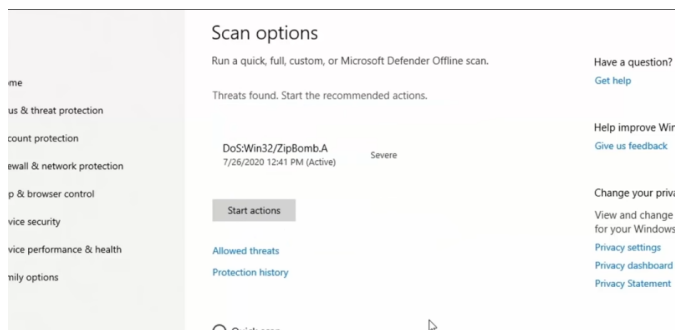 Scan options
Run a quick, full, custom, or Microsoft Defender Offline scan.
Threats found. Start the recommended actions.
DoS:Win32/ZipBomb.A
7/26/2020 12:41 PM (Active)
Severe
Start actions
Allowed threats
Protection history
Quick scan
me
us & threat protection
count protection
ewall & network protection
p & browser control
vice security
vice performance & health
mily options
Have a question?
Get help
Help improve Win
Give us feedback
Change your priva
View and change
for your Windows
Privacy settings
Privacy dashboard
Privacy Statement